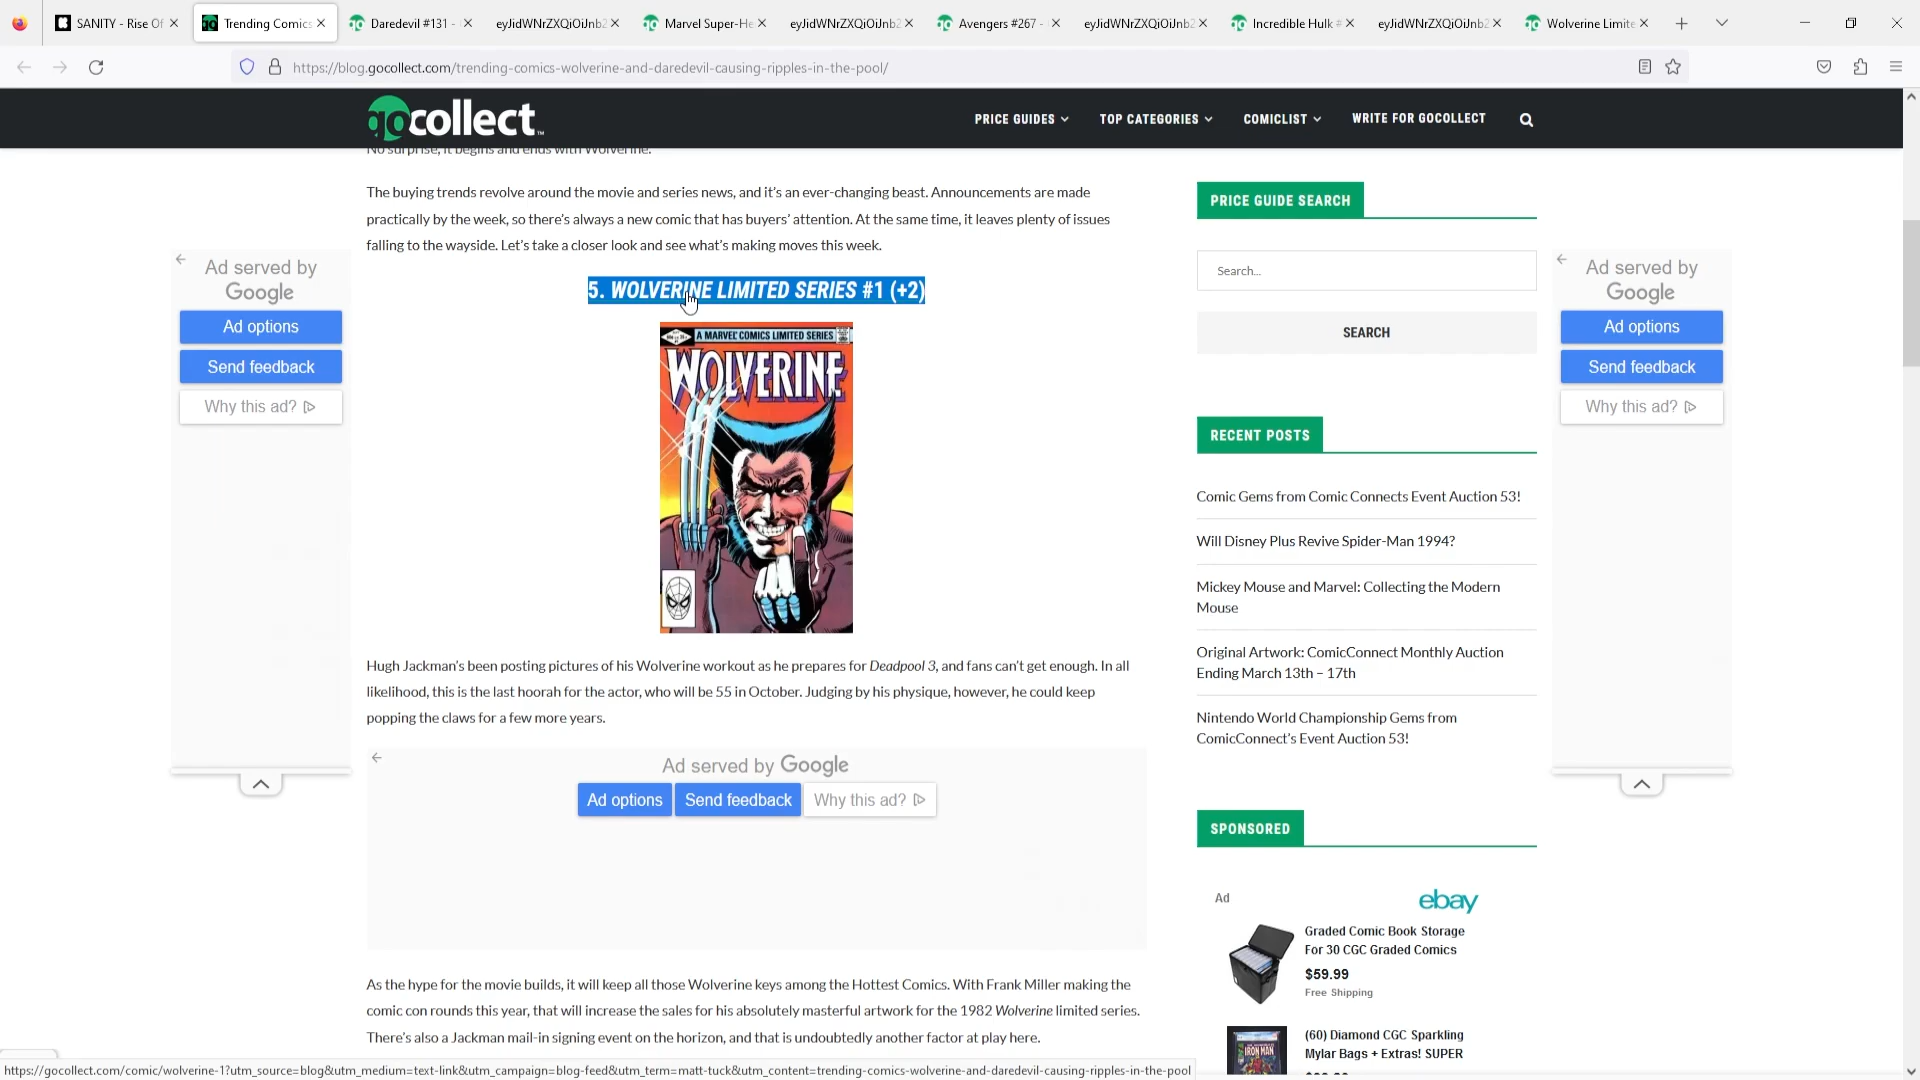 SANITY - Rise Of
Trending Comics
Daredevil #131 -
eyJidWNrZXQiOiJnb2
Marvel Super-He
eyJidWNrZXQiOiJnb2
Avengers #267 -
eyJidWNrZXQiOiJnb2
Incredible Hulk #
eyJidWNrZXQiOiJnb2
Wolverine Limite
https://blog.gocollect.com/trending-comics-wolverine-and-daredevil-causing-ripples-in-the-pool/
gocollect™
PRICE GUIDES
TOP CATEGORIES
COMICLIST
WRITE FOR GOCOLLECT
No surprise, it begins and ends with Wolverine.
The buying trends revolve around the movie and series news, and it's an ever-changing beast. Announcements are made
practically by the week, so there's always a new comic that has buyers' attention. At the same time, it leaves plenty of issues
falling to the wayside. Let's take a closer look and see what's making moves this week.
5. WOLVERINE LIMITED SERIES #1 (+2)
A MARVEL COMICS LIMITED SERIES
WOLVERINE
Hugh Jackman's been posting pictures of his Wolverine workout as he prepares for Deadpool 3, and fans can't get enough. In all
likelihood, this is the last hoorah for the actor, who will be 55 in October. Judging by his physique, however, he could keep
popping the claws for a few more years.
Ad served by Google
Ad options
Send feedback
Why this ad?
As the hype for the movie builds, it will keep all those Wolverine keys among the Hottest Comics. With Frank Miller making the
comic con rounds this year, that will increase the sales for his absolutely masterful artwork for the 1982 Wolverine limited series.
There's also a Jackman mail-in signing event on the horizon, and that is undoubtedly another factor at play here.
Ad served by
Google
Ad options
Send feedback
Why this ad?
PRICE GUIDE SEARCH
Search...
SEARCH
RECENT POSTS
Comic Gems from Comic Connects Event Auction 53!
Will Disney Plus Revive Spider-Man 1994?
Mickey Mouse and Marvel: Collecting the Modern
Mouse
Original Artwork: ComicConnect Monthly Auction
Ending March 13th – 17th
Nintendo World Championship Gems from
ComicConnect's Event Auction 53!
SPONSORED
Ad
ebay
Graded Comic Book Storage
For 30 CGC Graded Comics
$59.99
Free Shipping
(60) Diamond CGC Sparkling
Mylar Bags + Extras! SUPER
IRON MAN
Ad served by
Google
Ad options
Send feedback
Why this ad?
https://gocollect.com/comic/wolverine-1?utm_source=blog&utm_medium=text-link&utm_campaign=blog-feed&utm_term=matt-tuck&utm_content=trending-comics-wolverine-and-daredevil-causing-ripples-in-the-pool